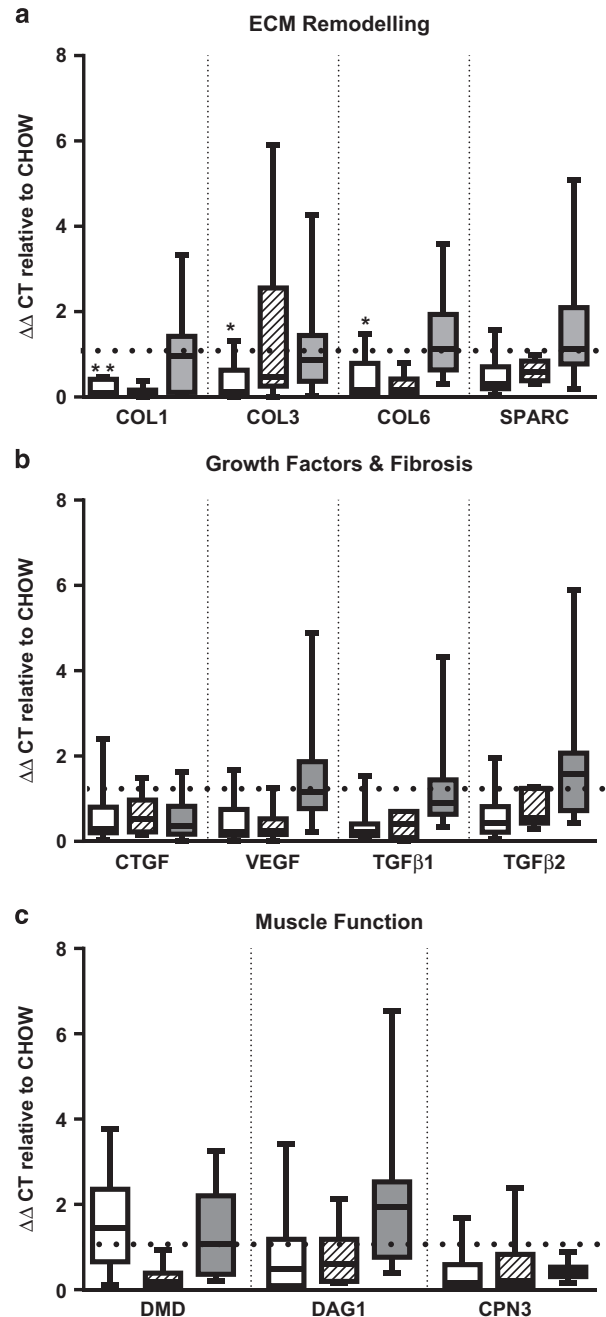 a
ECM Remodelling
ΔΔ CT relative to CHOW
8
6
4
2
0
** * *
COL1 COL3 COL6 SPARC
b
Growth Factors & Fibrosis
ΔΔ CT relative to CHOW
8
6
4
2
0
CTGF VEGF TGFβ1 TGFβ2
c
Muscle Function
ΔΔ CT relative to CHOW
8
6
4
2
0
DMD DAG1 CPN3